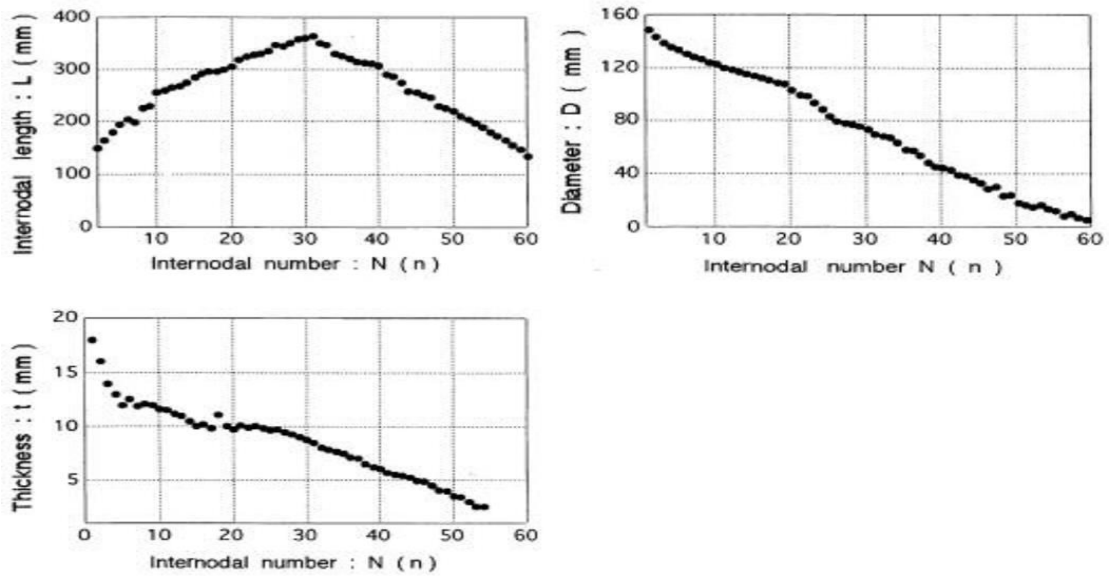 Internodal length : L ( mm )
400
300
200
100
0
10 20 30 40 50 60
Internodal number : N ( n )
Diameter : D ( mm )
160
120
80
40
0
10 20 30 40 50 60
Internodal number N ( n )
Thickness : t ( mm )
20
15
10
5
0 10 20 30 40 50 60
Internodal number : N ( n )